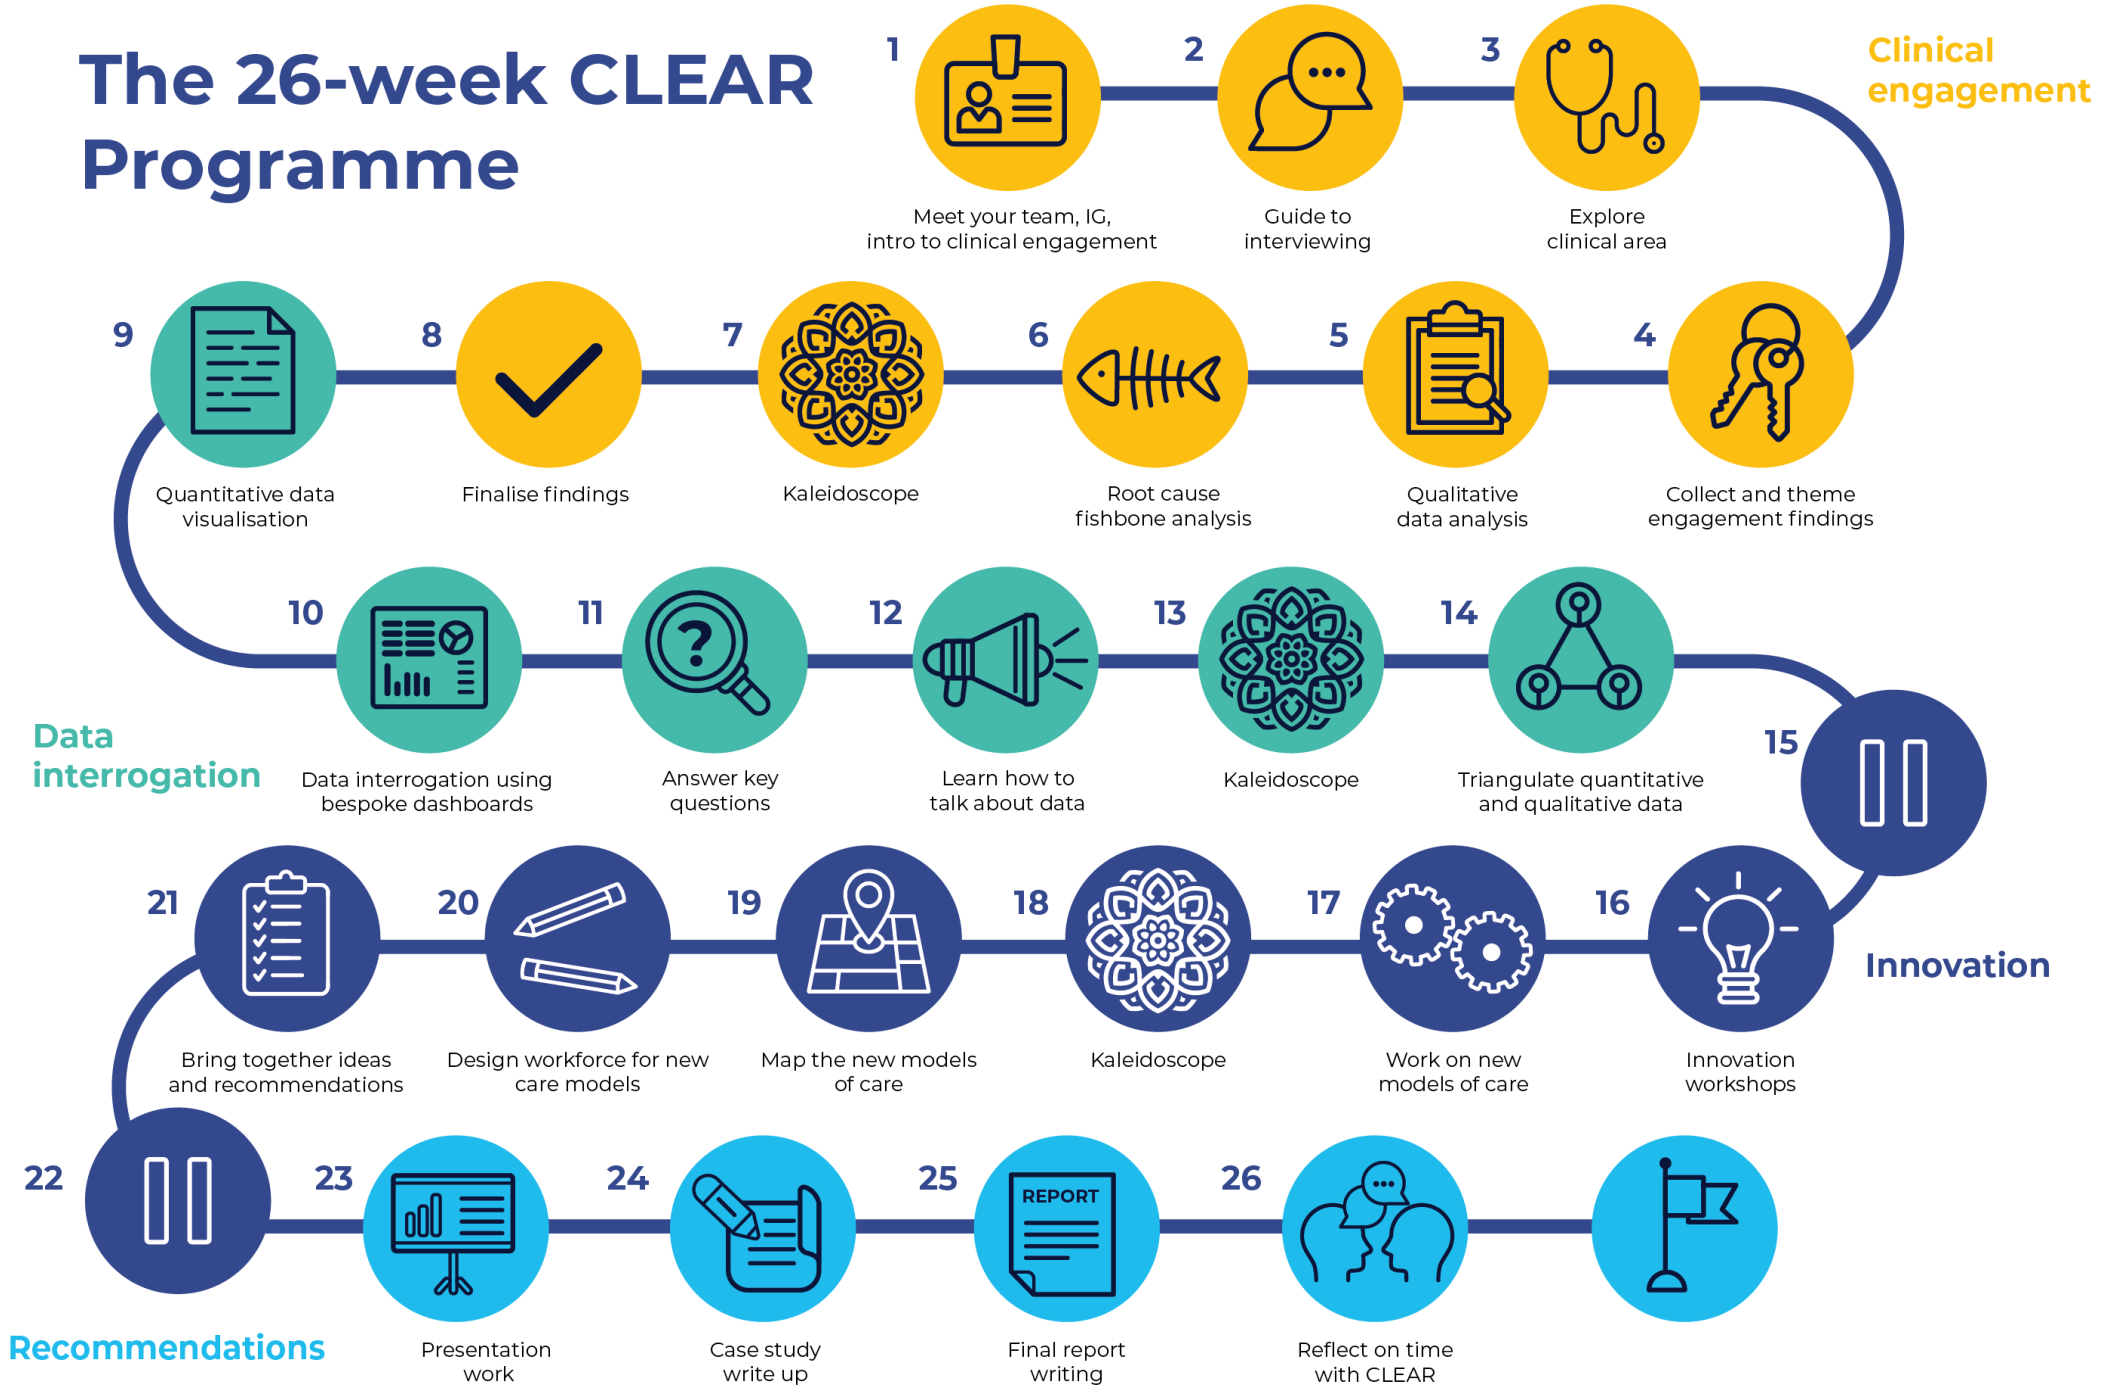 The 26-week CLEAR
Programme
1
2
3
Clinical
engagement
Meet your team, IG,
intro to clinical engagement
Guide to
interviewing
Explore
clinical area
4
Collect and theme
engagement findings
5
Qualitative
data analysis
6
Root cause
fishbone analysis
7
Kaleidoscope
8
Finalise findings
9
Quantitative data
visualisation
Data
interrogation
10
Data interrogation using
bespoke dashboards
11
?
Answer key
questions
12
Learn how to
talk about data
13
Kaleidoscope
14
Triangulate quantitative
and qualitative data
15
Innovation
16
Innovation
workshops
17
Work on new
models of care
18
Kaleidoscope
19
Map the new models
of care
20
Design workforce for new
care models
21
Bring together ideas
and recommendations
22
Recommendations
23
Presentation
work
24
Case study
write up
25
REPORT
Final report
writing
26
Reflect on time
with CLEAR